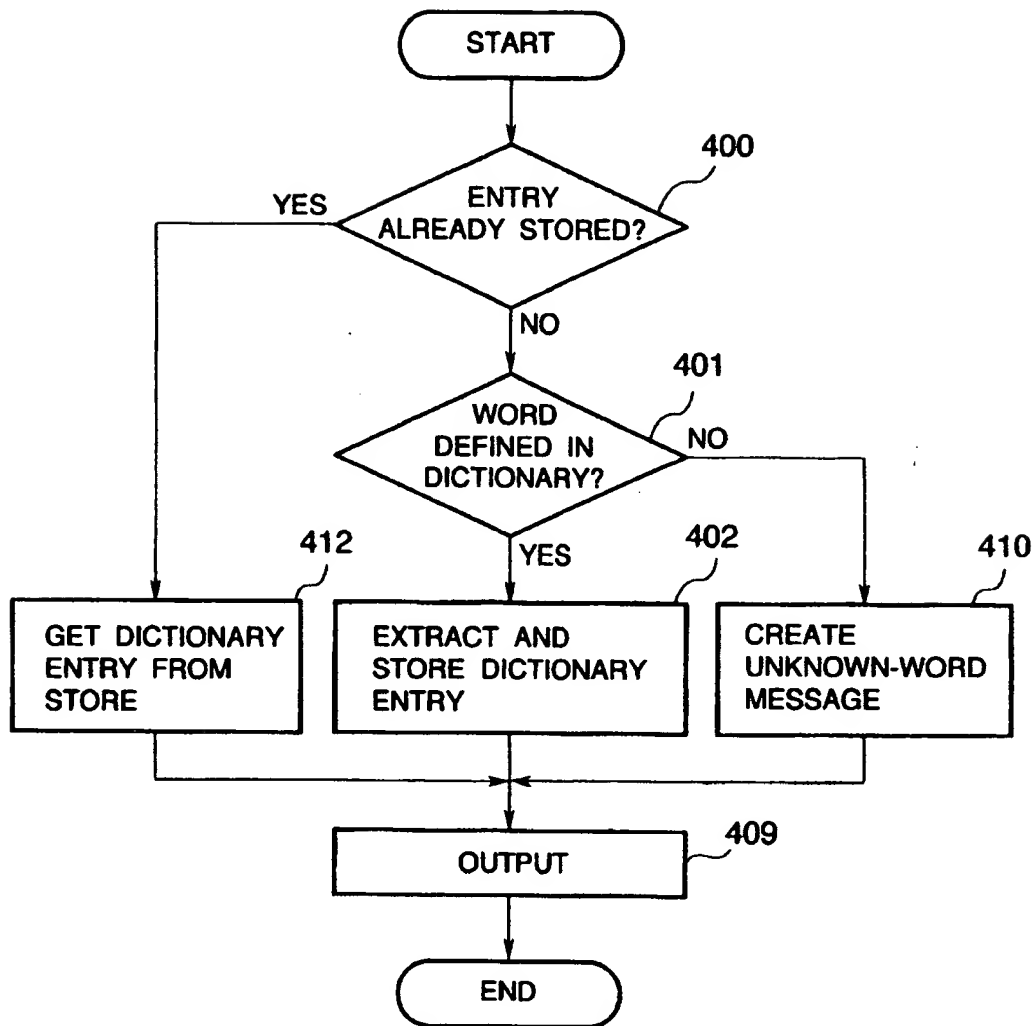 START
400
ENTRY
ALREADY STORED?
YES
NO
401
WORD
DEFINED IN
DICTIONARY?
NO
YES
412
GET DICTIONARY
ENTRY FROM
STORE
402
EXTRACT AND
STORE DICTIONARY
ENTRY
410
CREATE
UNKNOWN-WORD
MESSAGE
OUTPUT
409
END